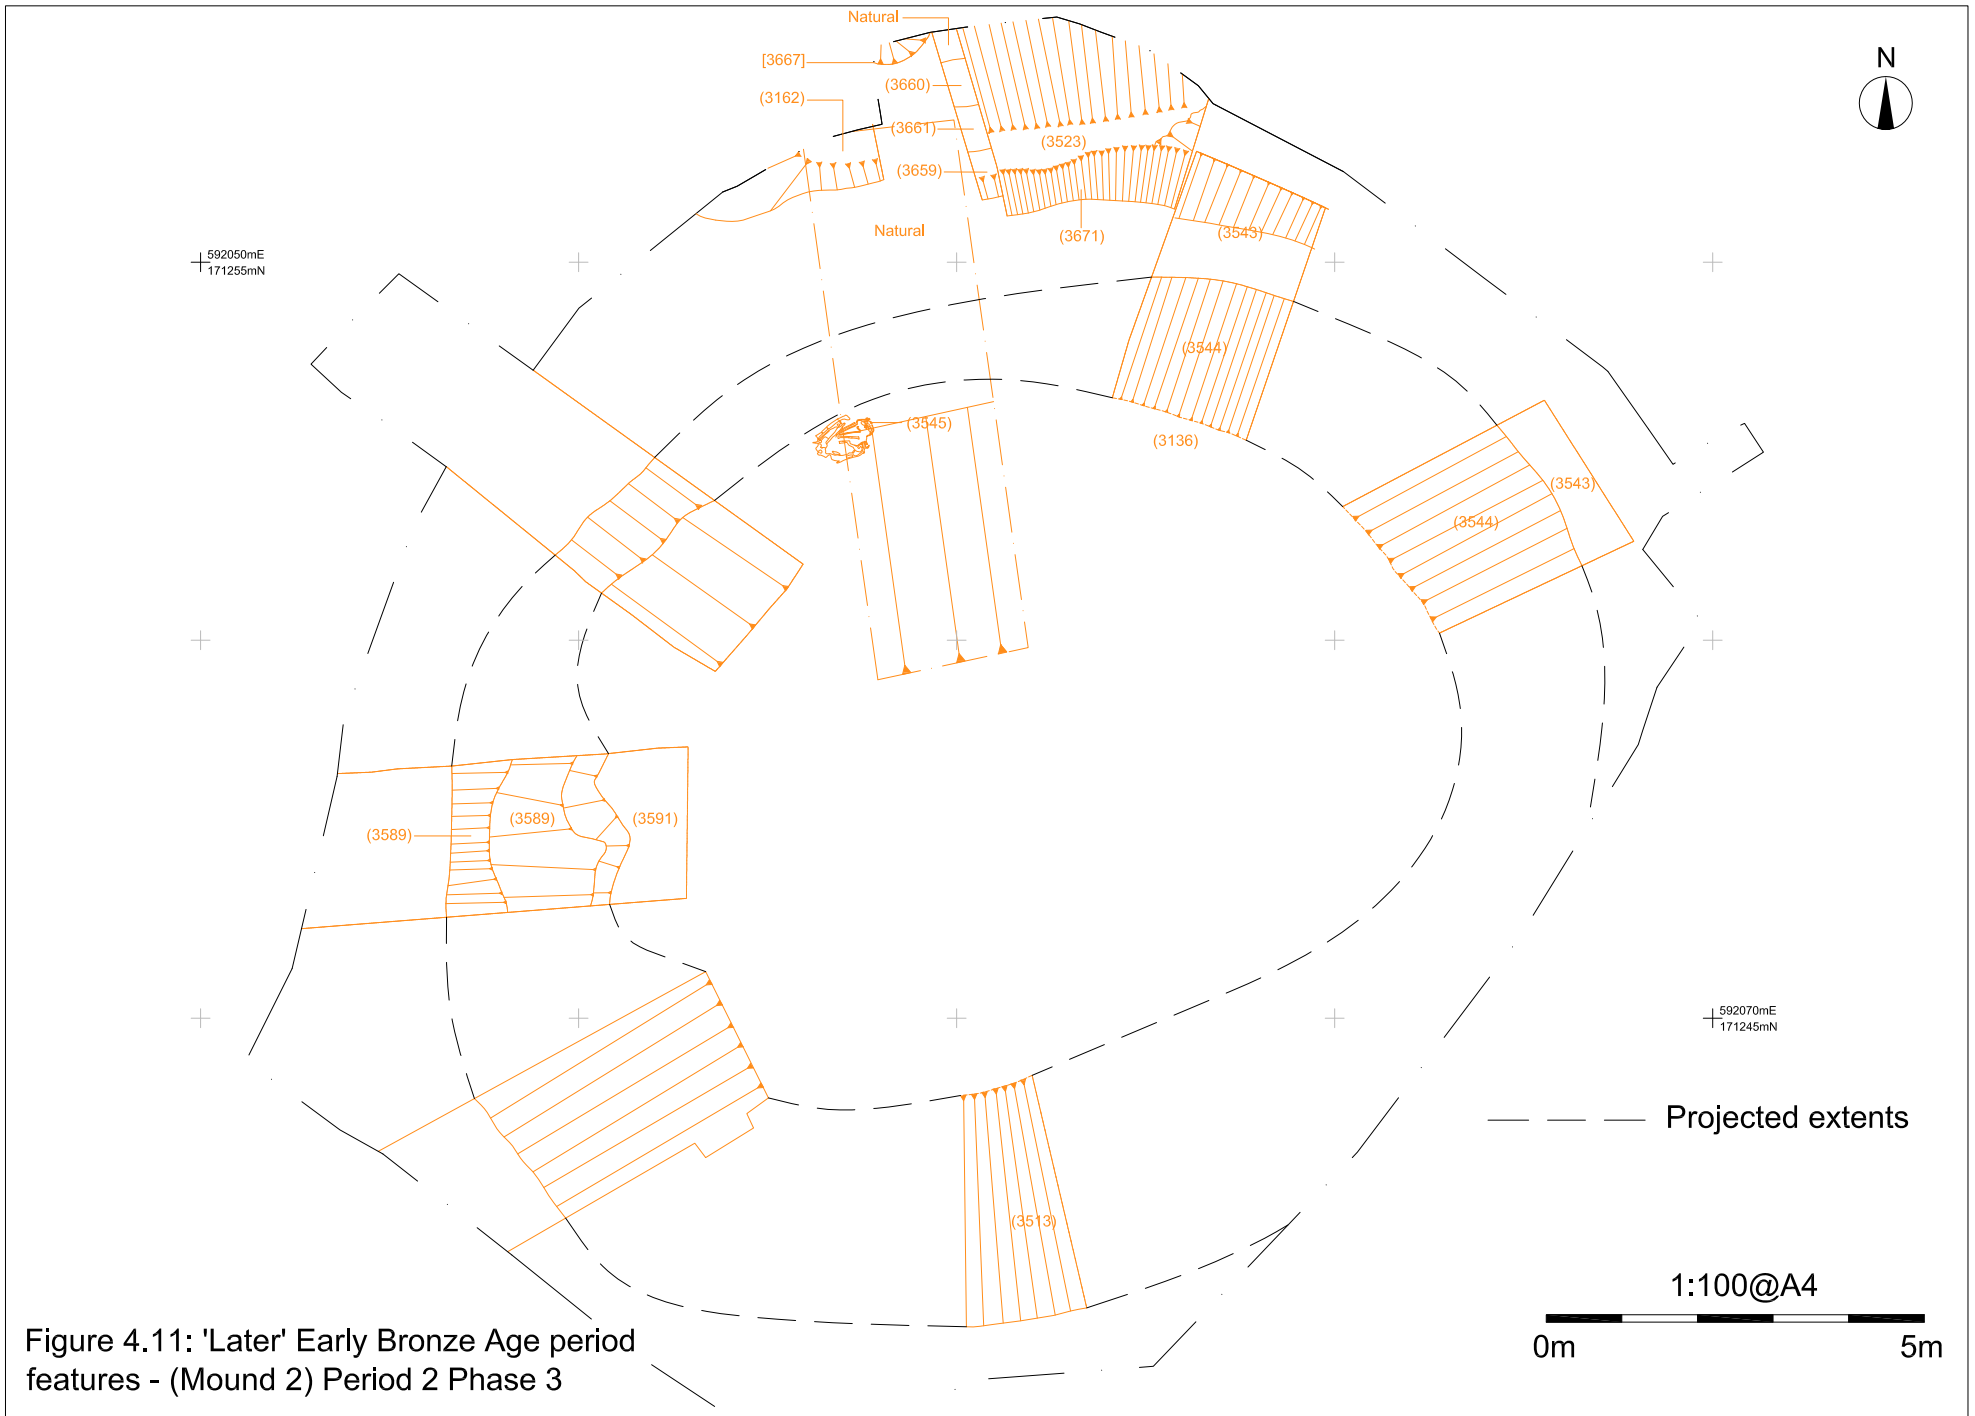 Natural
N
[3667]
(3660)
(3162)
(3661)
(3523)
(3659)
Natural
(3671)
(3543)
592050mE
171255mN
(3544)
(3545)
(3136)
(3543)
(3544)
(3589)
(3589)
(3591)
592070mE
171245mN
Projected extents
(3513)
1:100@A4
0m
5m
Figure 4.11: 'Later' Early Bronze Age period
features - (Mound 2) Period 2 Phase 3